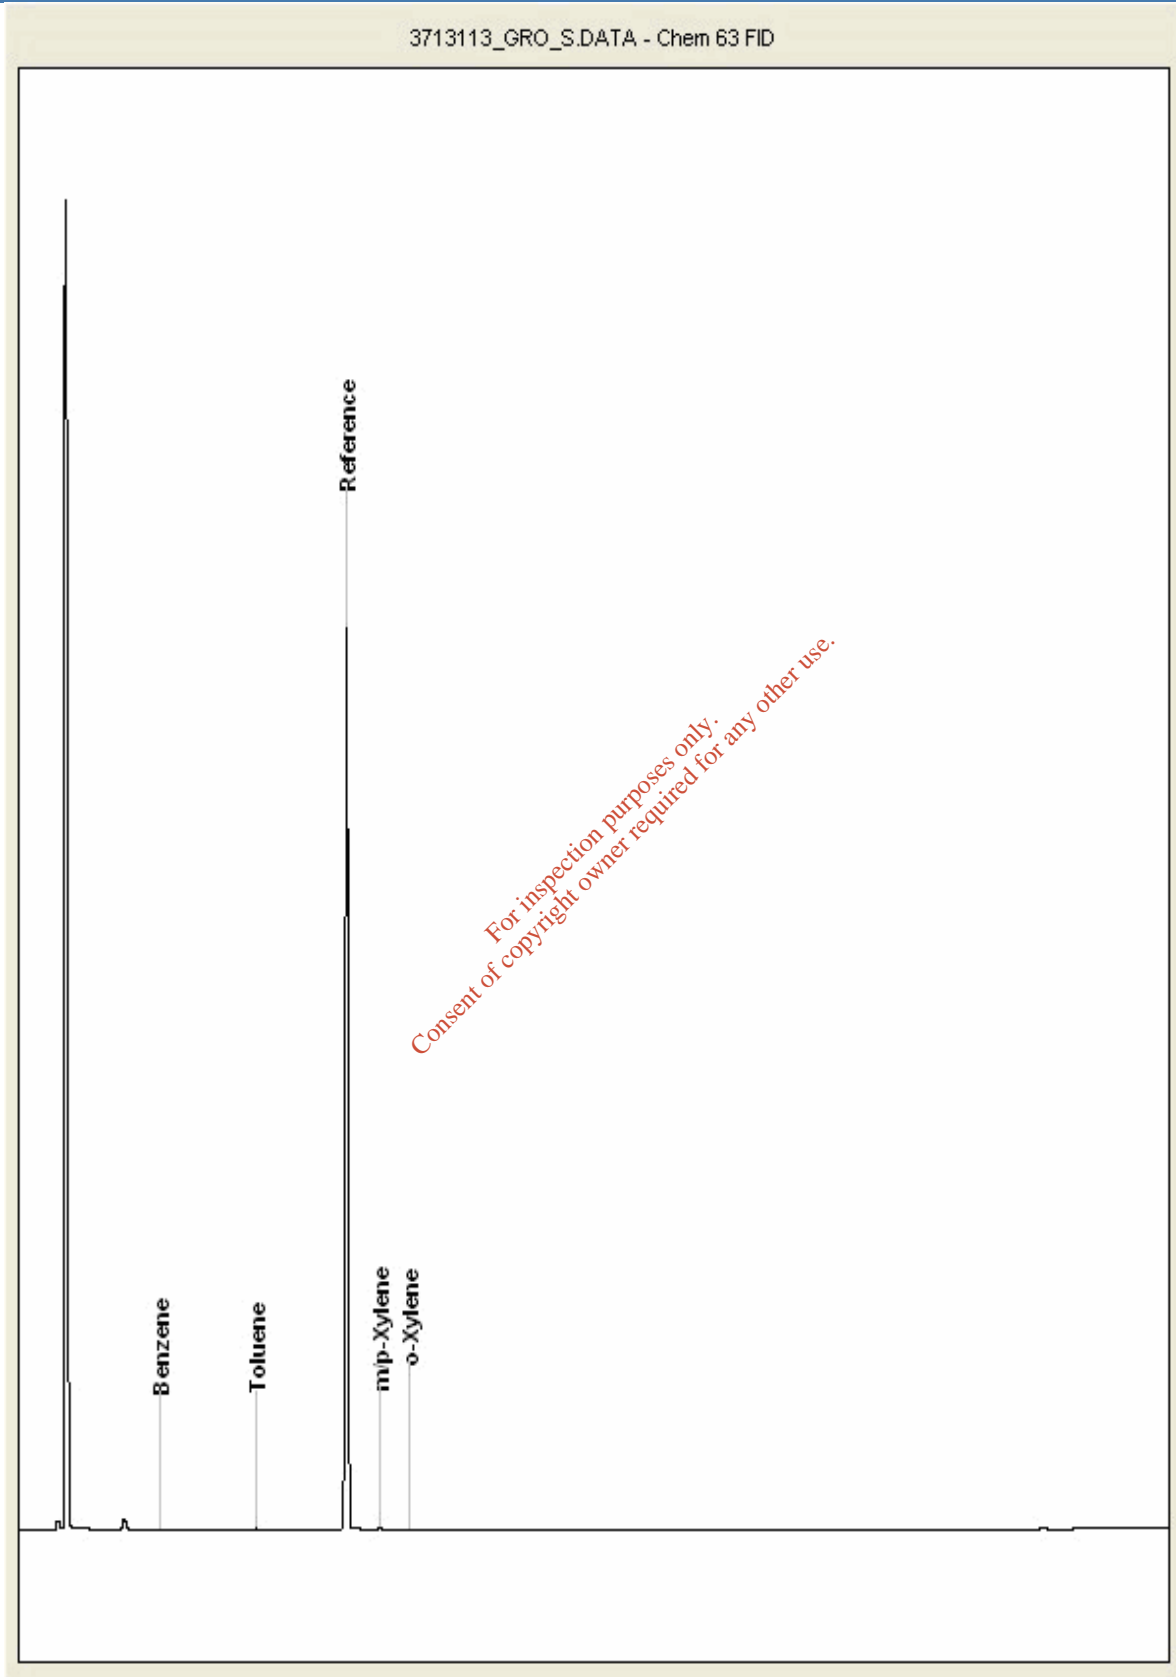 3713113_GRO_S.DATA - Chem 63 FID
Reference
For inspection purposes only.
Consent of copyright owner required for any other use.
Benzene
Toluene
m/p-Xylene
o-Xylene